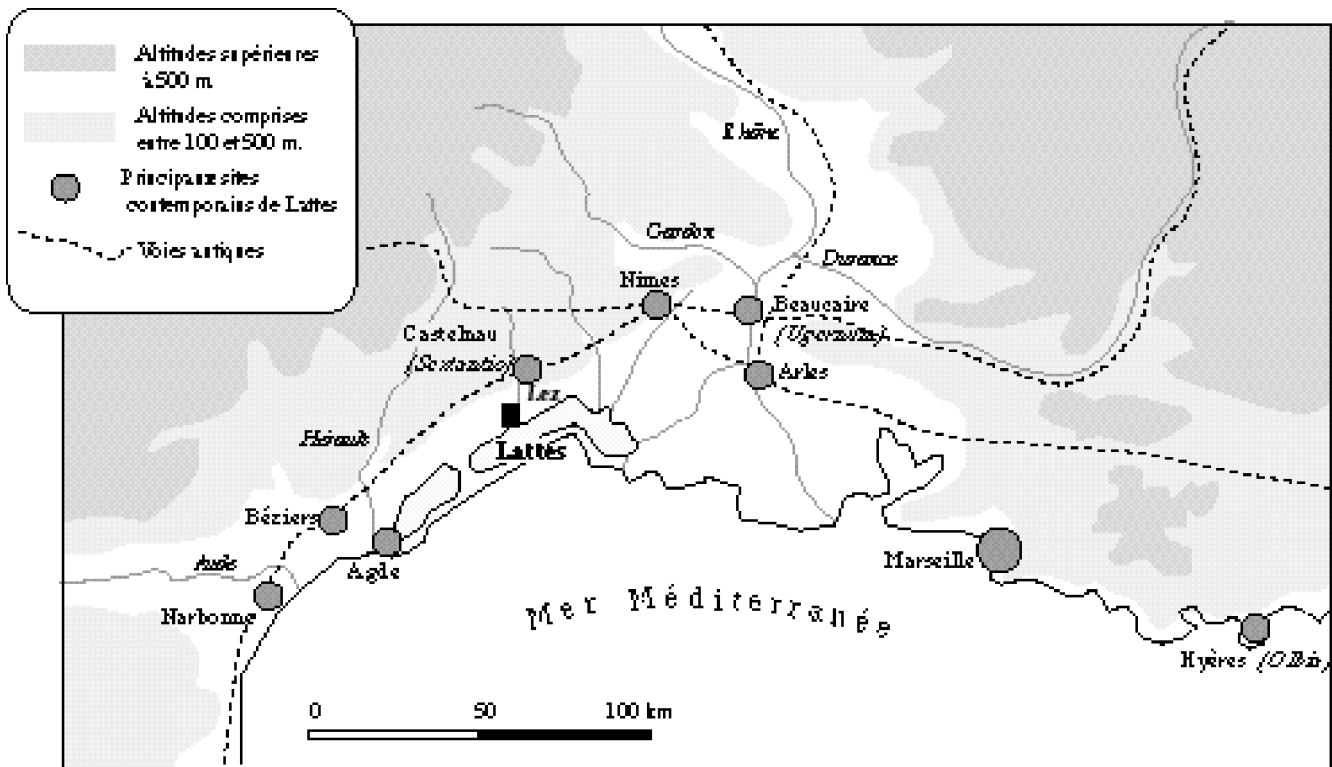 Altitudes supérieures
à 500 m
Altitudes comprises
entre 100 et 500 m.
Principaux sites
contemporains de Lattes
Voies antiques
Rhône
Gardon
Durance
Nîmes
Beaucaire
(Ugernum)
Castelnau
(Sextantio)
Arles
Lez
Lattes
Hérault
Béziers
Agde
Aude
Narbonne
Marseille
Mer Méditerranée
Hyères (Olbia)
0 50 100 km